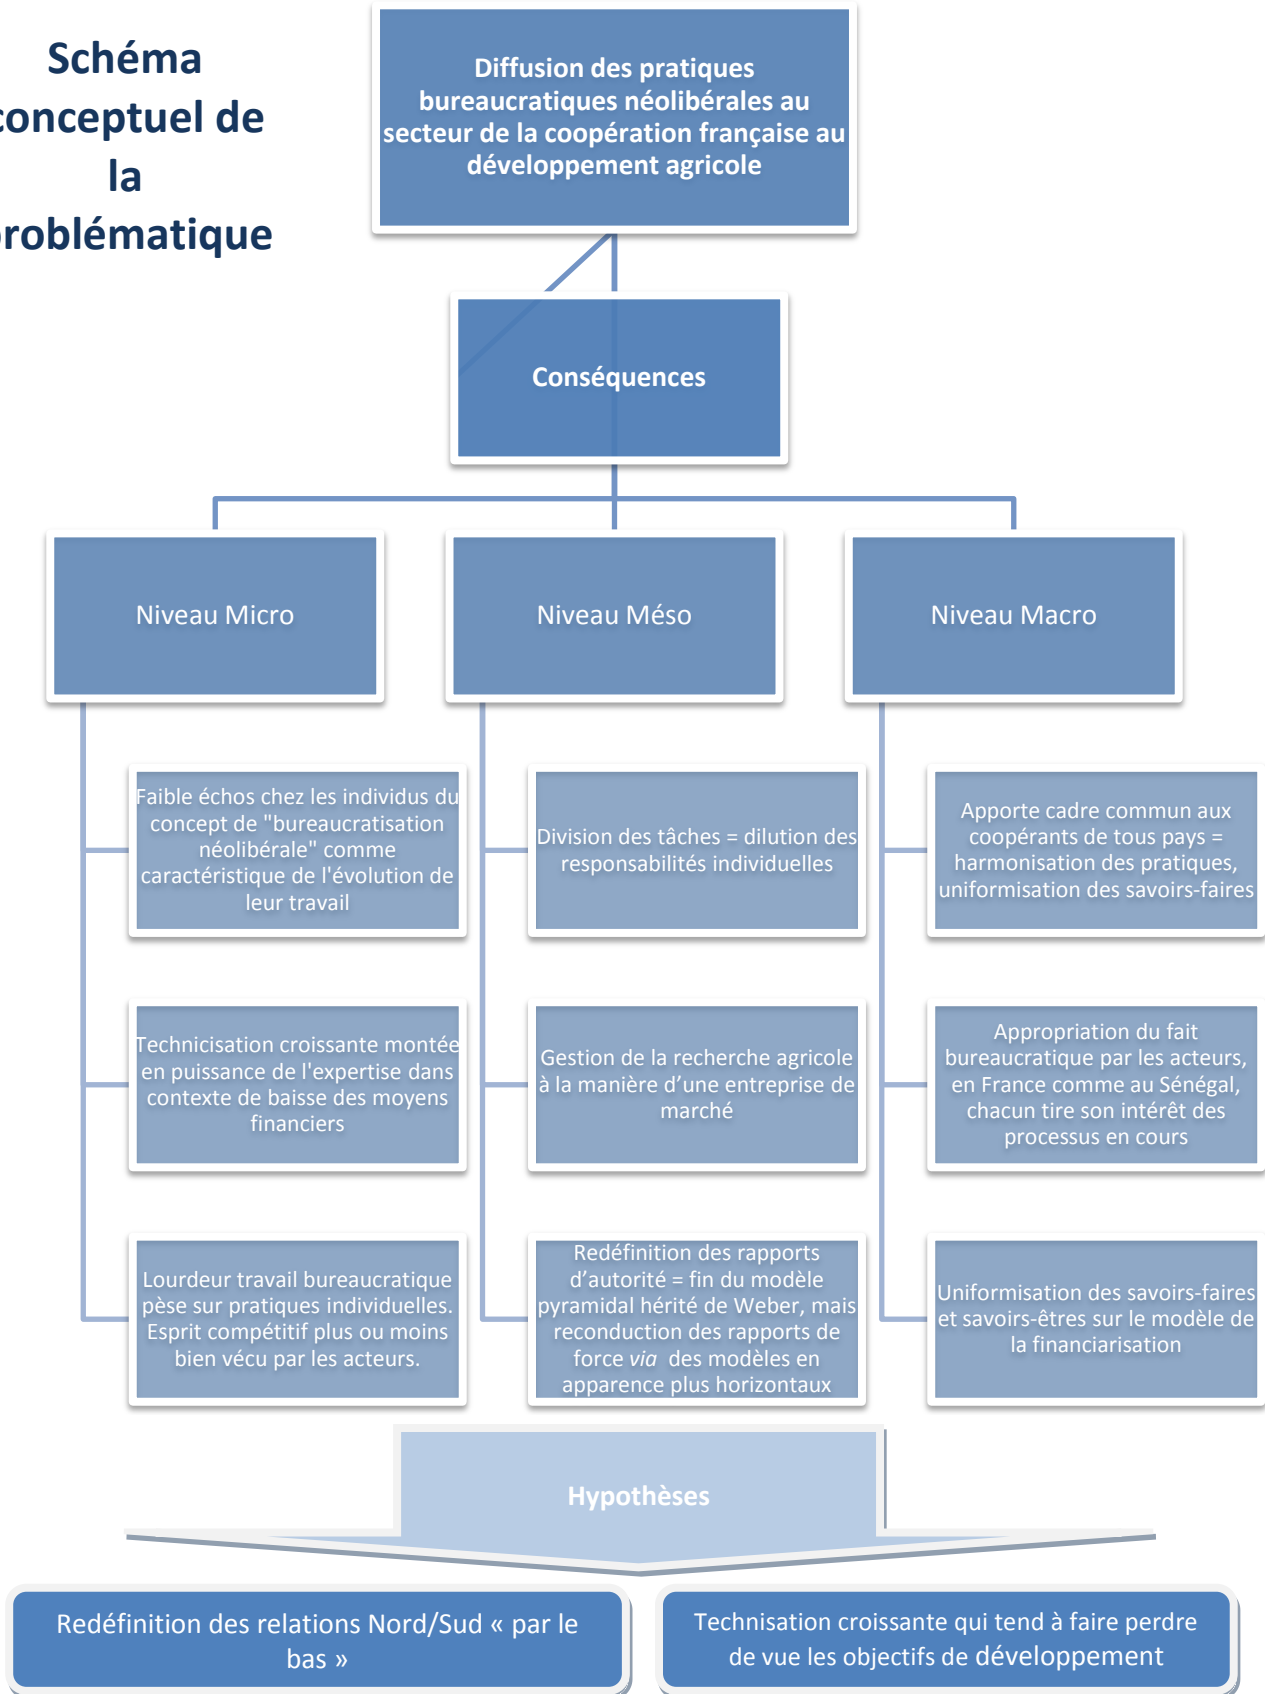 Schéma
conceptuel de
la
problématique
Diffusion des pratiques
bureaucratiques néolibérales au
secteur de la coopération française au
développement agricole
Conséquences
Niveau Micro
Faible échos chez les individus du
concept de "bureaucratisation
néolibérale" comme
caractéristique de l'évolution de
leur travail
Technicisation croissante montée
en puissance de l'expertise dans
contexte de baisse des moyens
financiers
Lourdeur travail bureaucratique
pèse sur pratiques individuelles.
Esprit compétitif plus ou moins
bien vécu par les acteurs.
Niveau Méso
Division des tâches = dilution des
responsabilités individuelles
Gestion de la recherche agricole
à la manière d’une entreprise de
marché
Redéfinition des rapports
d’autorité = fin du modèle
pyramidal hérité de Weber, mais
reconduction des rapports de
force via des modèles en
apparence plus horizontaux
Niveau Macro
Apporte cadre commun aux
coopérants de tous pays =
harmonisation des pratiques,
uniformisation des savoirs-faires
Appropriation du fait
bureaucratique par les acteurs,
en France comme au Sénégal,
chacun tire son intérêt des
processus en cours
Uniformisation des savoirs-faires
et savoirs-êtres sur le modèle de
la financiarisation
Hypothèses
Redéfinition des relations Nord/Sud « par le
bas »
Technisation croissante qui tend à faire perdre
de vue les objectifs de développement